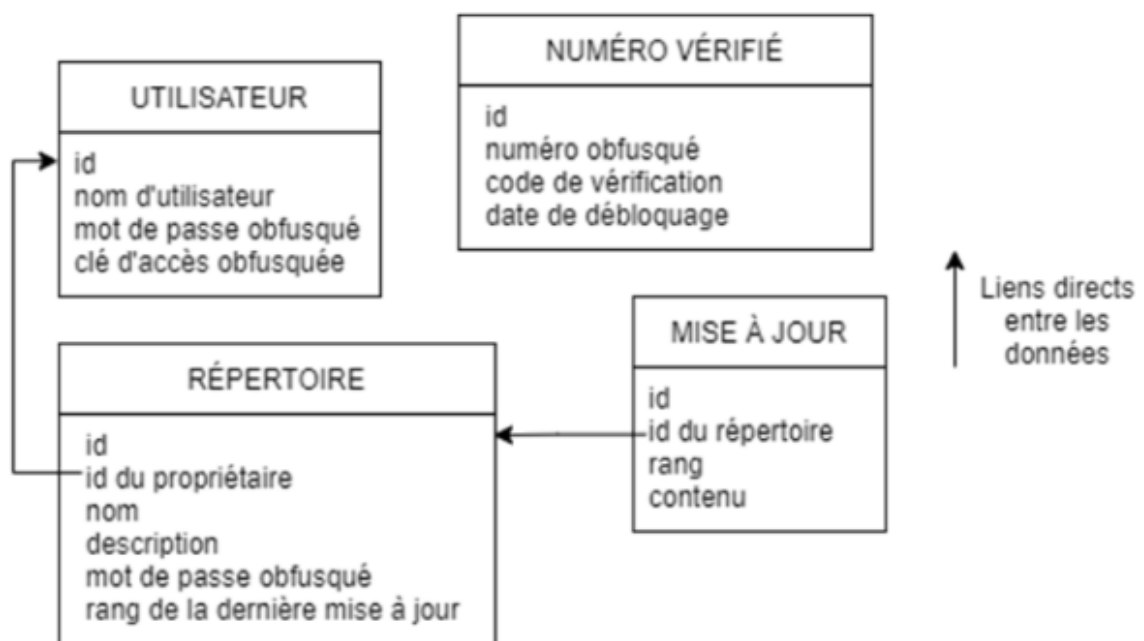 UTILISATEUR
id
nom d'utilisateur
mot de passe obfusqué
clé d'accès obfusquée
NUMÉRO VÉRIFIÉ
id
numéro obfusqué
code de vérification
date de débloquage
RÉPERTOIRE
id
id du propriétaire
nom
description
mot de passe obfusqué
rang de la dernière mise à jour
MISE À JOUR
id
id du répertoire
rang
contenu
Liens directs
entre les
données